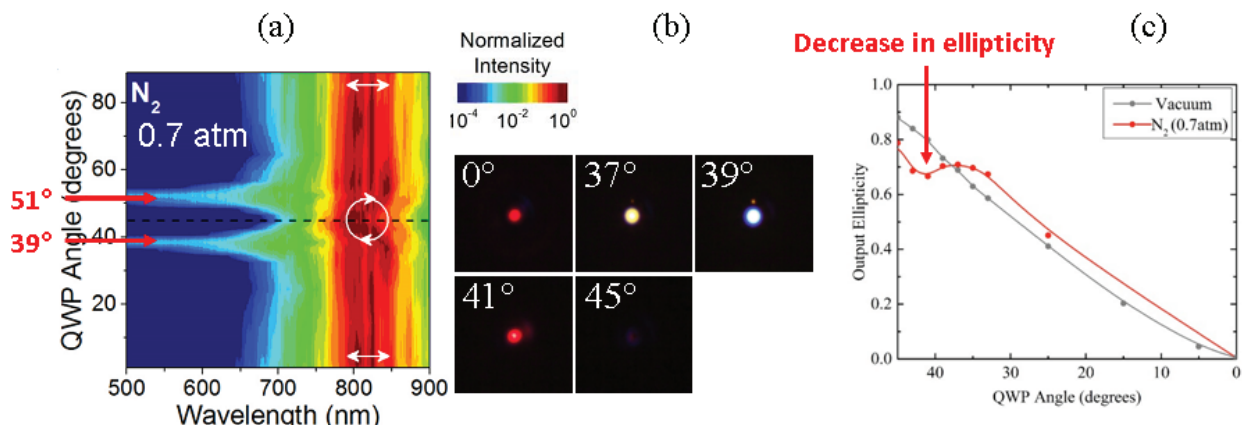 (a)
N₂
0.7 atm
QWP Angle (degrees)
80
60
40
20
51°
39°
500
600
700
800
900
Wavelength (nm)
Normalized
Intensity
10⁻⁴
10⁻²
10⁰
(b)
0°
37°
39°
41°
45°
(c)
Decrease in ellipticity
Vacuum
N₂ (0.7atm)
Output Ellipticity
1.0
0.8
0.6
0.4
0.2
0.0
40
30
20
10
0
QWP Angle (degrees)